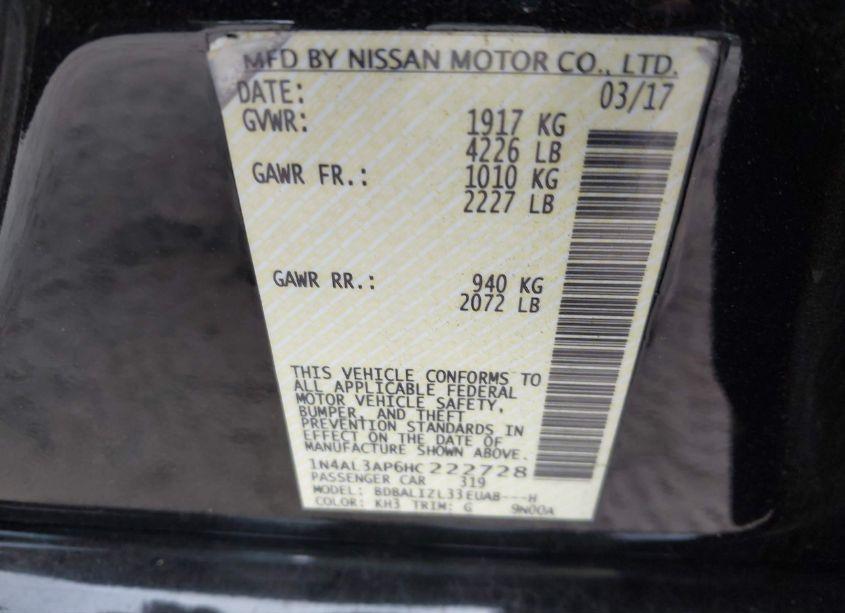 MFD BY NISSAN MOTOR CO., LTD.
DATE: 03/17
GVWR: 1917 KG
4226 LB
GAWR FR.: 1010 KG
2227 LB
GAWR RR.: 940 KG
2072 LB
THIS VEHICLE CONFORMS TO
ALL APPLICABLE FEDERAL
MOTOR VEHICLE SAFETY,
BUMPER, AND THEFT
PREVENTION STANDARDS IN
EFFECT ON THE DATE OF
MANUFACTURE SHOWN ABOVE.
1N4AL3AP6HC222728
PASSENGER CAR 319
MODEL: BDBALIZL33EUAB---H
COLOR: KH3 TRIM: G 9N00A